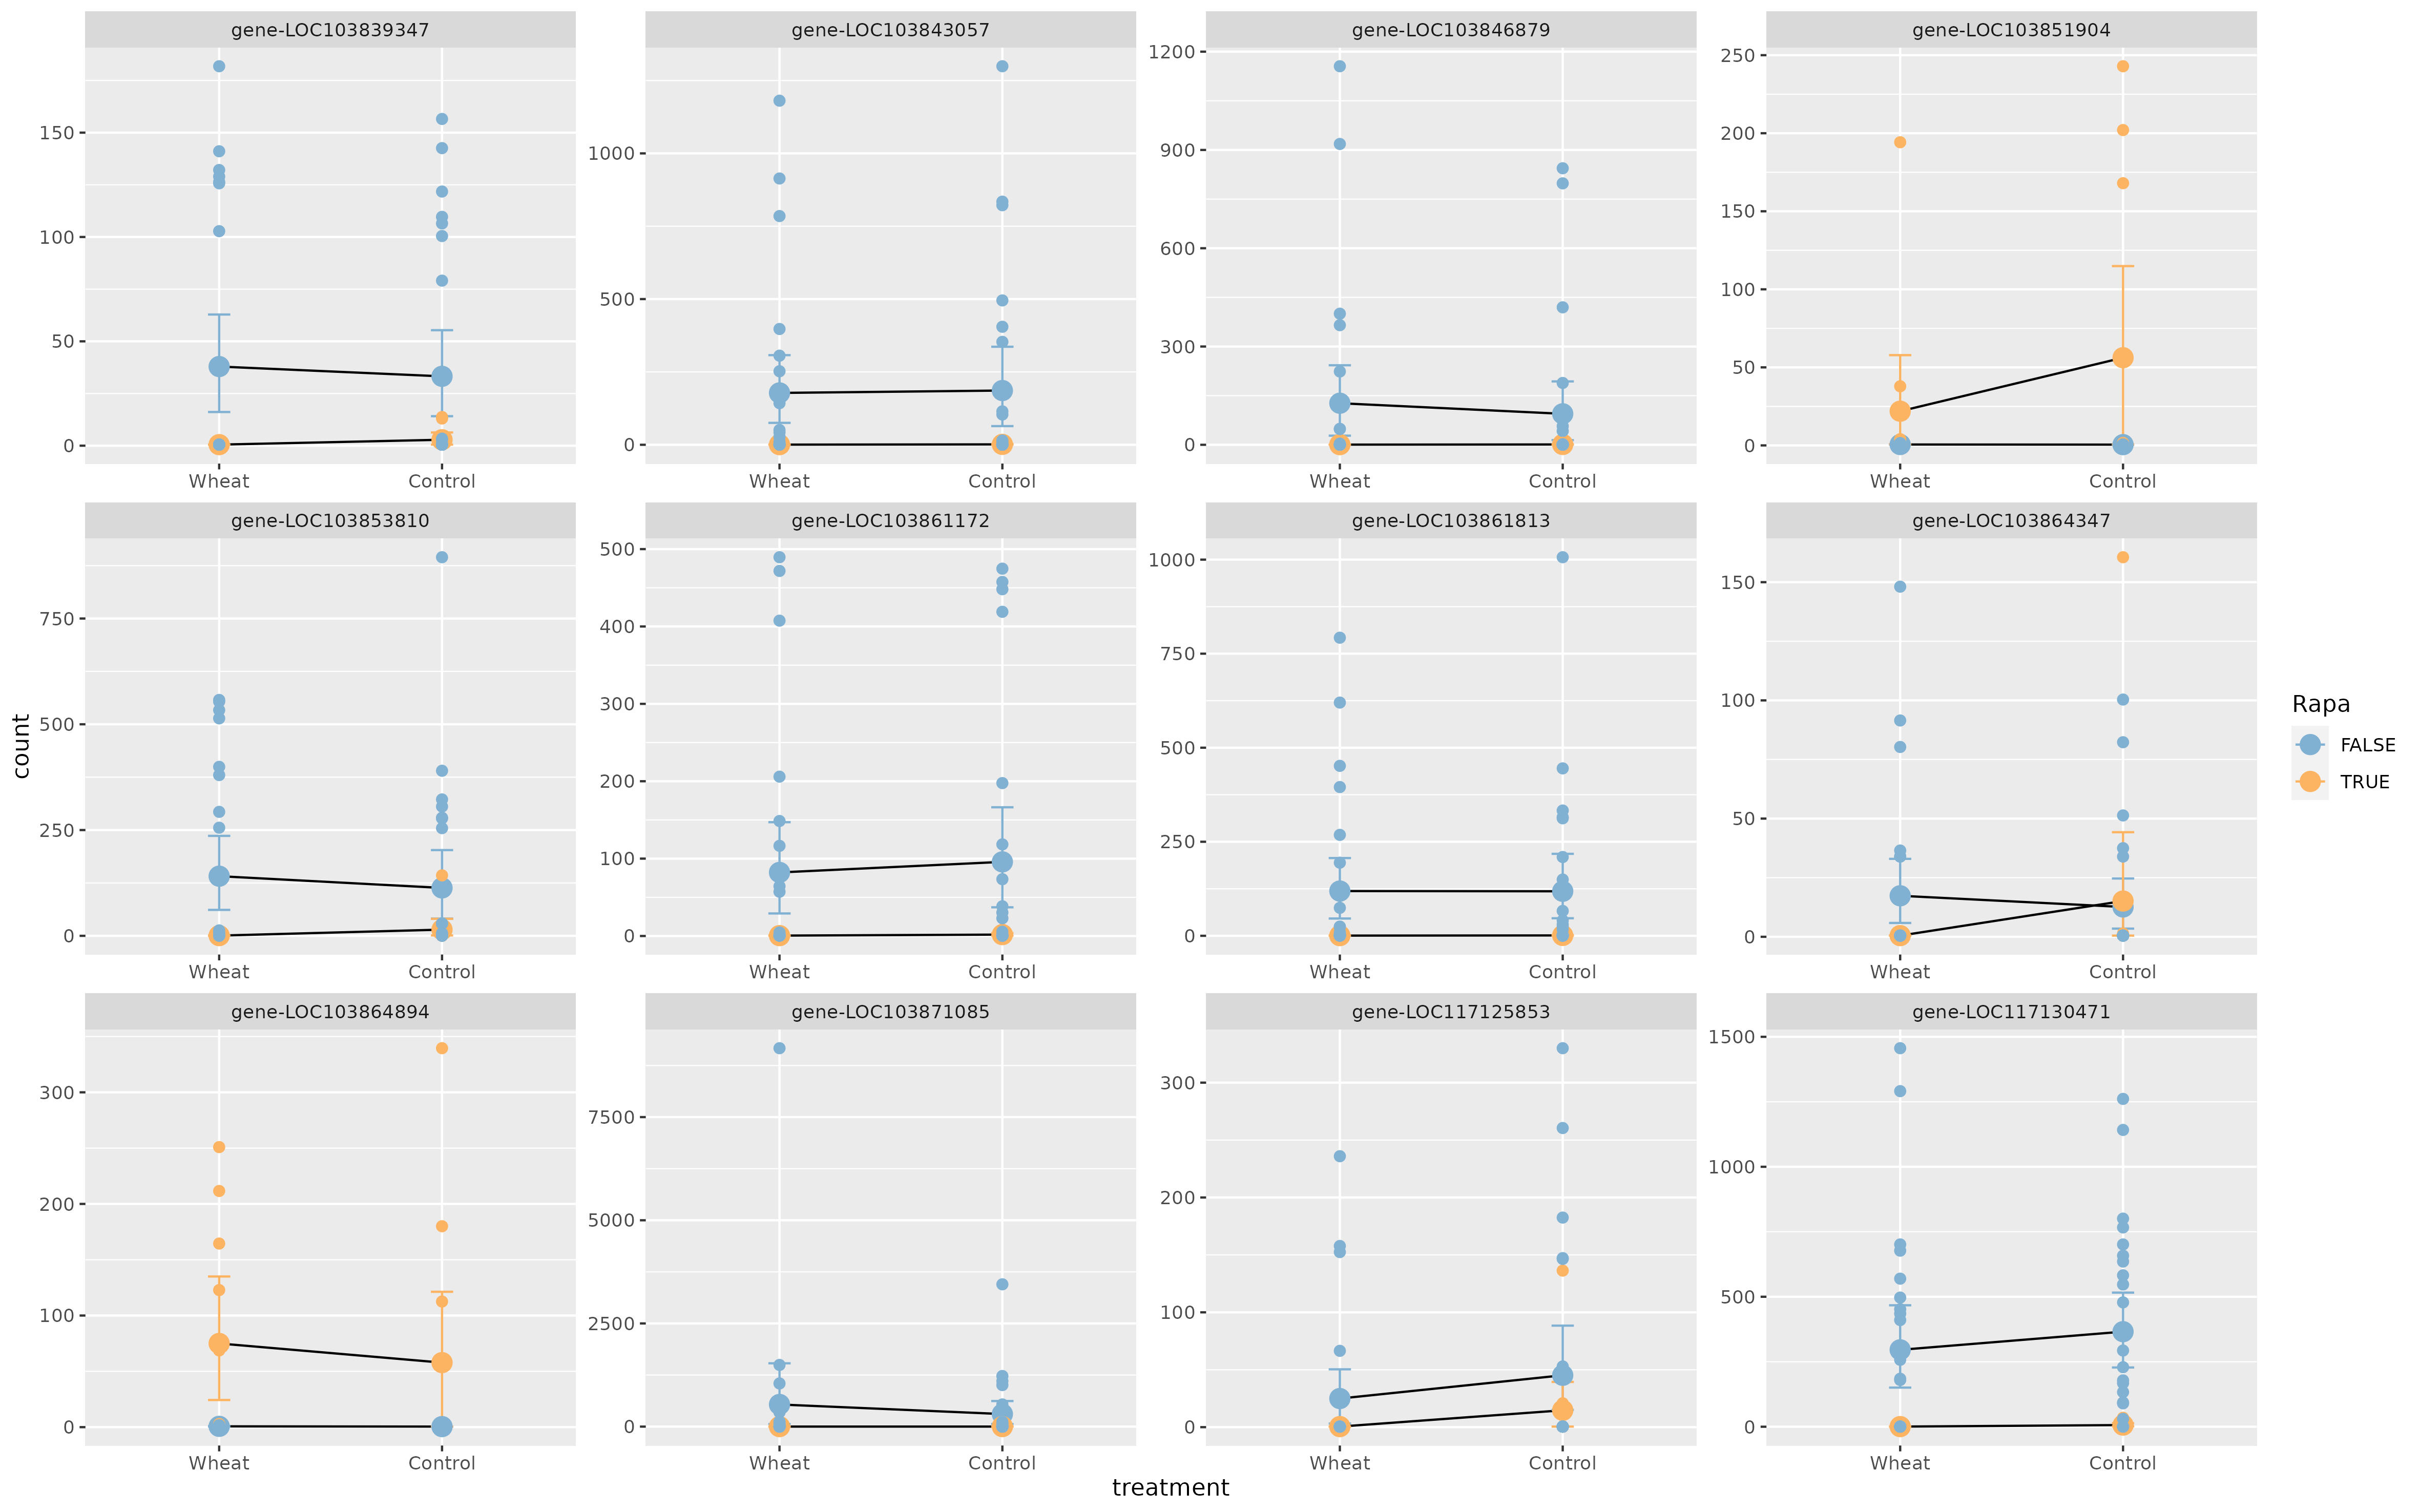 gene-LOC103839347
gene-LOC103843057
gene-LOC103846879
gene-LOC103851904
150
100
50
0
1000
500
0
1200
900
600
300
0
250
200
150
100
50
0
Wheat Control
Wheat Control
Wheat Control
Wheat Control
gene-LOC103853810
gene-LOC103861172
gene-LOC103861813
gene-LOC103864347
750
500
250
0
500
400
300
200
100
0
1000
750
500
250
0
150
100
50
0
Wheat Control
Wheat Control
Wheat Control
Wheat Control
gene-LOC103864894
gene-LOC103871085
gene-LOC117125853
gene-LOC117130471
300
200
100
0
7500
5000
2500
0
300
200
100
0
1500
1000
500
0
Wheat Control
Wheat Control
Wheat Control
Wheat Control
count
treatment
Rapa
FALSE
TRUE